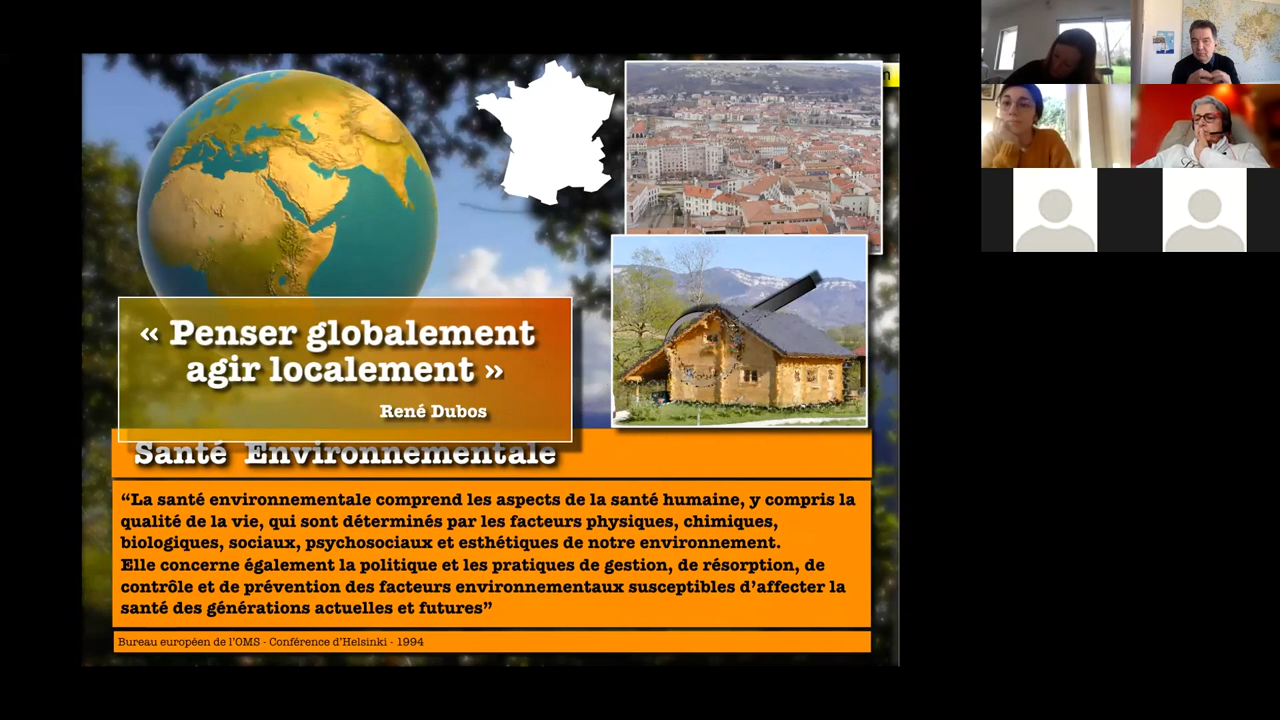 « Penser globalement
agir localement »
René Dubos
Santé Environnementale
“La santé environnementale comprend les aspects de la santé humaine, y compris la
qualité de la vie, qui sont déterminés par les facteurs physiques, chimiques,
biologiques, sociaux, psychosociaux et esthétiques de notre environnement.
Elle concerne également la politique et les pratiques de gestion, de résorption, de
contrôle et de prévention des facteurs environnementaux susceptibles d’affecter la
santé des générations actuelles et futures”
Bureau européen de l’OMS - Conférence d’Helsinki - 1994